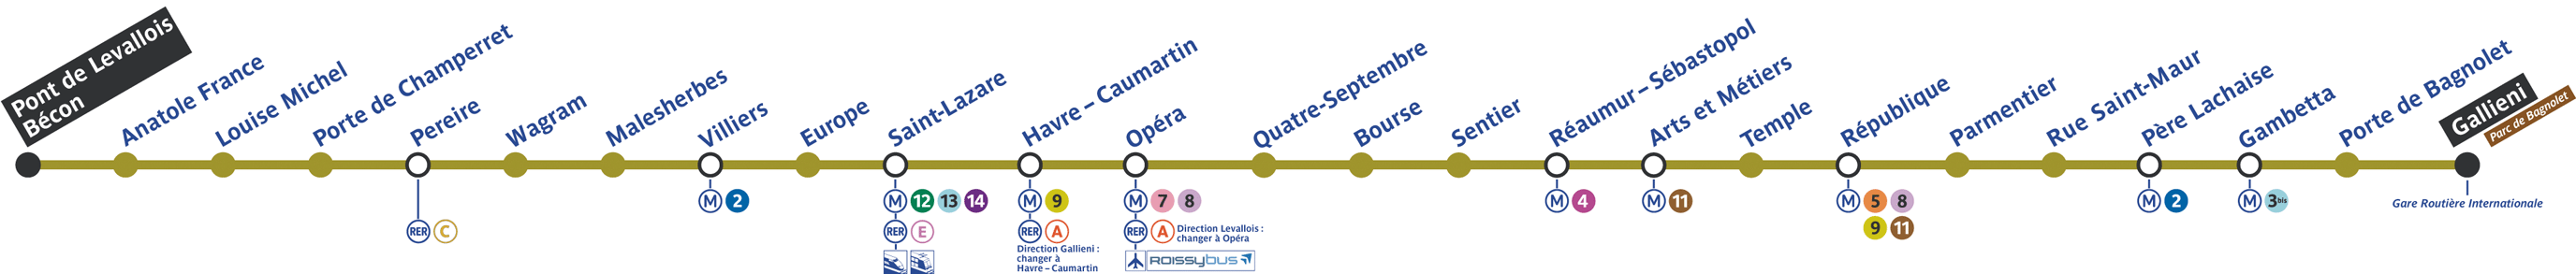 Pont de Levallois
Bécon
Anatole France
Louise Michel
Porte de Champerret
Pereire
Wagram
Malesherbes
Villiers
Europe
Saint-Lazare
Havre – Caumartin
Opéra
Quatre-Septembre
Bourse
Sentier
Réaumur – Sébastopol
Arts et Métiers
Temple
République
Parmentier
Rue Saint-Maur
Père Lachaise
Gambetta
Porte de Bagnolet
Gallieni
Parc de Bagnolet
RER C
M 2
M 12 13 14
RER E
M 9
RER A
Direction Gallieni :
changer à
Havre – Caumartin
M 7 8
RER A
Direction Levallois :
changer à Opéra
ROISSYBUS
M 4
M 11
M 5 8
9 11
M 2
M 3bis
Gare Routière Internationale